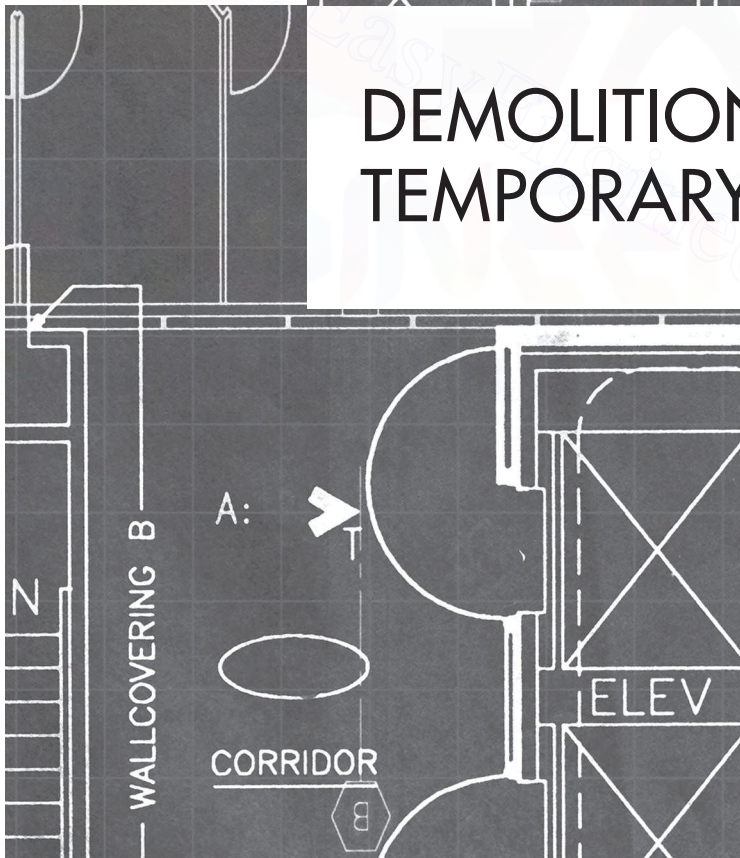 DEMOLITION
TEMPORARY
A:
T
N
WALLCOVERING B
ELEV
CORRIDOR
B